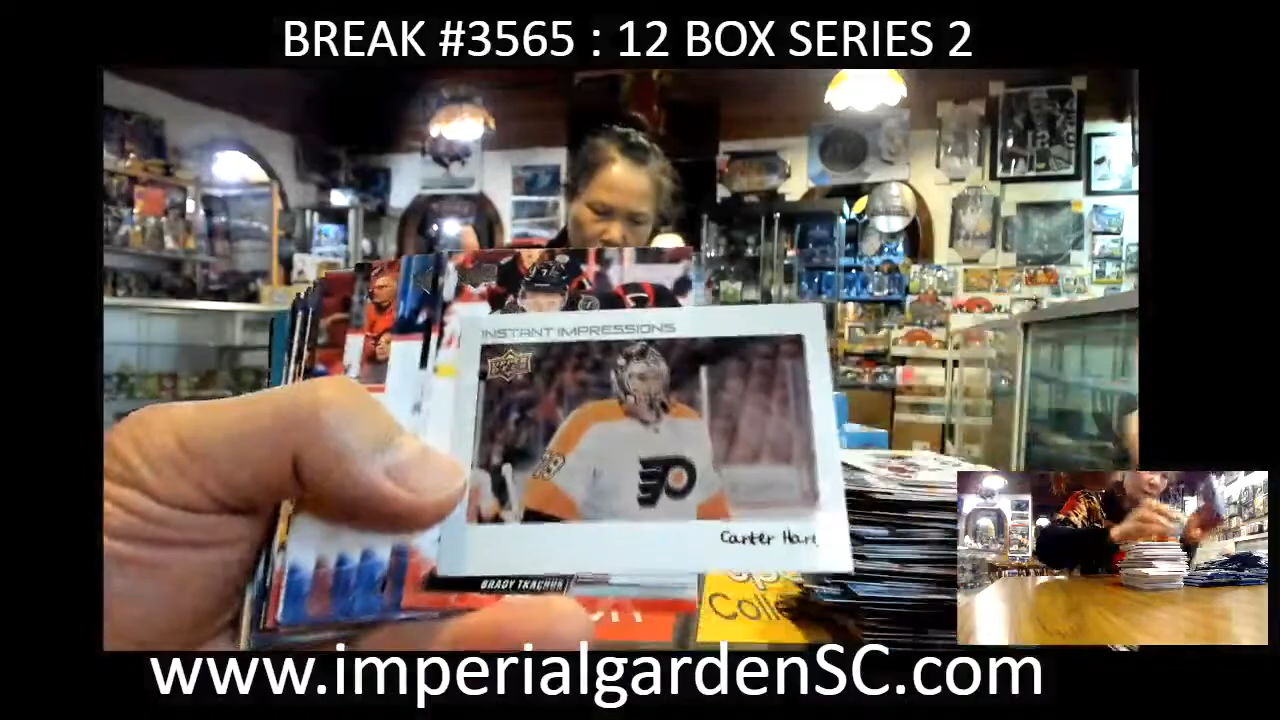 BREAK #3565 : 12 BOX SERIES 2
INSTANT IMPRESSIONS
Carter Hart
BRADY TKACHUK
www.imperialgardenSC.com